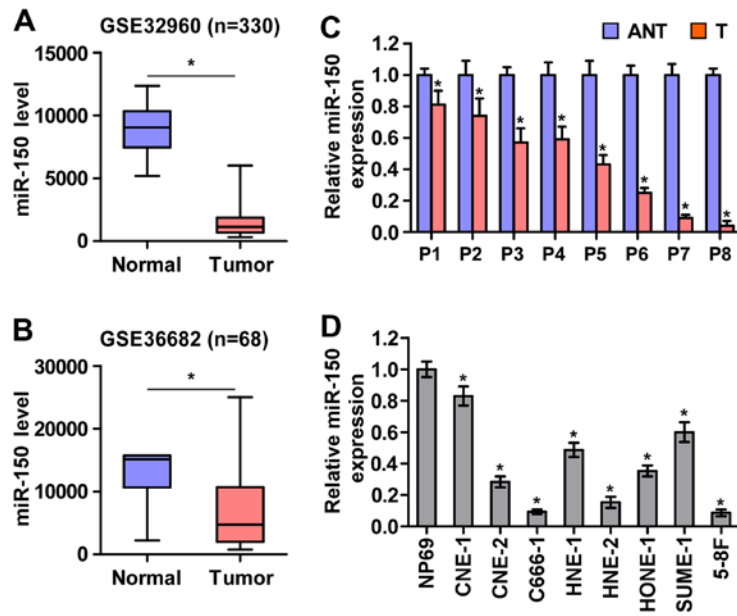 A
GSE32960 (n=330)
miR-150 level
15000
10000
5000
0
*
Normal Tumor
B
GSE36682 (n=68)
miR-150 level
30000
20000
10000
0
*
Normal Tumor
C
ANT T
Relative miR-150
expression
1.2
1.0
0.8
0.6
0.4
0.2
0.0
* * * * * * * *
P1 P2 P3 P4 P5 P6 P7 P8
D
Relative miR-150
expression
1.2
1.0
0.8
0.6
0.4
0.2
0.0
* * * * * * * *
NP69
CNE-1
CNE-2
C666-1
HNE-1
HNE-2
HONE-1
SUME-1
5-8F